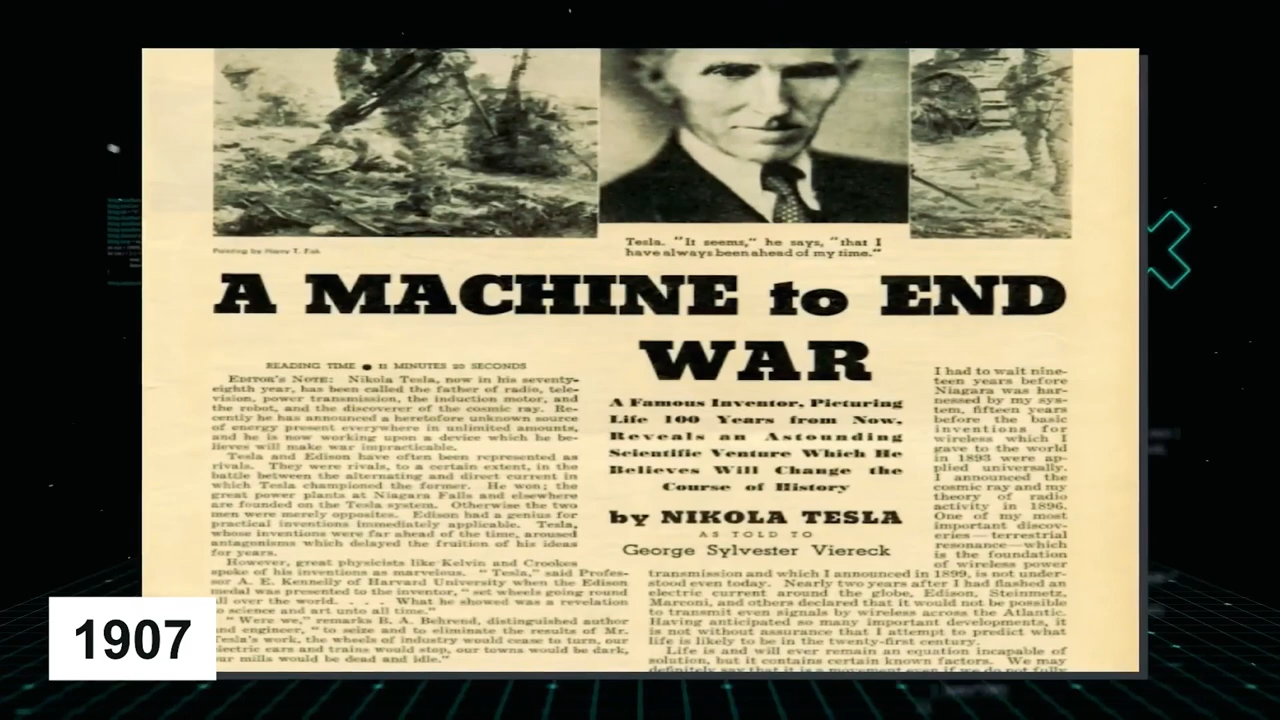 Painting by Harry T. Fisk
Tesla. "It seems," he says, "that I
have always been ahead of my time."
A MACHINE to END
WAR
READING TIME ● 11 MINUTES 20 SECONDS
EDITOR'S NOTE: Nikola Tesla, now in his seventy-
eighth year, has been called the father of radio, tele-
vision, power transmission, the induction motor, and
the robot, and the discoverer of the cosmic ray. Re-
cently he has announced a heretofore unknown source
of energy present everywhere in unlimited amounts,
and he is now working upon a device which he be-
lieves will make war impracticable.
Tesla and Edison have often been represented as
rivals. They were rivals, to a certain extent, in the
battle between the alternating and direct current in
which Tesla championed the former. He won; the
great power plants at Niagara Falls and elsewhere
are founded on the Tesla system. Otherwise the two
men were merely opposites. Edison had a genius for
practical inventions immediately applicable. Tesla,
whose inventions were far ahead of the time, aroused
antagonisms which delayed the fruition of his ideas
for years.
However, great physicists like Kelvin and Crookes
spoke of his inventions as marvelous. "Tesla," said Profes-
sor A. E. Kennelly of Harvard University when the Edison
medal was presented to the inventor, "set wheels going round
all over the world. . . . What he showed was a revelation
to science and art unto all time."
"Were we," remarks B. A. Behrend, distinguished author
and engineer, "to seize and to eliminate the results of Mr.
Tesla's work, the wheels of industry would cease to turn, our
electric cars and trains would stop, our towns would be dark,
our mills would be dead and idle."
A Famous Inventor, Picturing
Life 100 Years from Now,
Reveals an Astounding
Scientific Venture Which He
Believes Will Change the
Course of History
by NIKOLA TESLA
AS TOLD TO
George Sylvester Viereck
I had to wait nine-
teen years before
Niagara was har-
nessed by my sys-
tem, fifteen years
before the basic
inventions for
wireless which I
gave to the world
in 1893 were ap-
plied universally.
I announced the
cosmic ray and my
theory of radio
activity in 1896.
One of my most
important discov-
eries—terrestrial
resonance—which
is the foundation
of wireless power
transmission and which I announced in 1899, is not under-
stood even today. Nearly two years after I had flashed an
electric current around the globe, Edison, Steinmetz,
Marconi, and others declared that it would not be possible
to transmit even signals by wireless across the Atlantic.
Having anticipated so many important developments, it
is not without assurance that I attempt to predict what
life is likely to be in the twenty-first century.
Life is and will ever remain an equation incapable of
solution, but it contains certain known factors. We may
definitely say that it is a movement even if we do not fully
1907